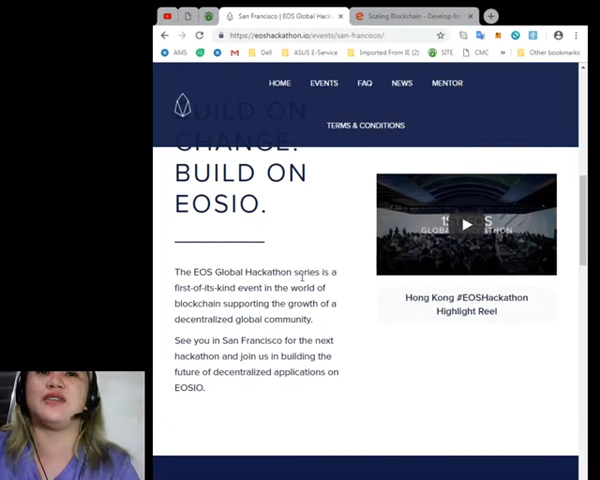 San Francisco | EOS Global Hack
Scaling Blockchain - Develop for
https://eoshackathon.io/events/san-francisco/
AMS
Dell
ASUS E-Service
Imported From IE (2)
SITE
CMC
»
Other bookmarks
HOME EVENTS FAQ NEWS MENTOR
TERMS & CONDITIONS
BUILD ON
CHANGE.
BUILD ON
EOSIO.
GLOBAL HACKATHON
The EOS Global Hackathon series is a
first-of-its-kind event in the world of
blockchain supporting the growth of a
decentralized global community.
Hong Kong #EOSHackathon
Highlight Reel
See you in San Francisco for the next
hackathon and join us in building the
future of decentralized applications on
EOSIO.